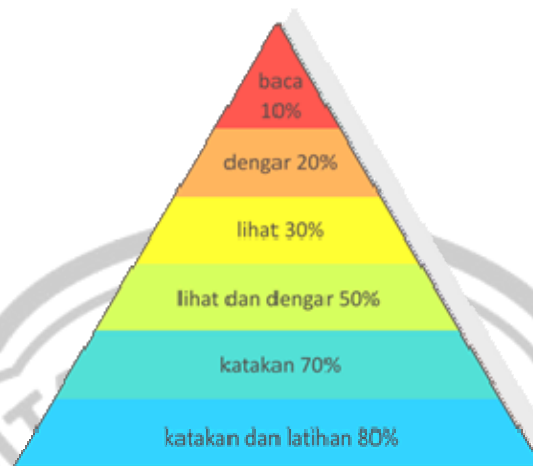 baca
10%
dengar 20%
lihat 30%
lihat dan dengar 50%
katakan 70%
katakan dan latihan 80%